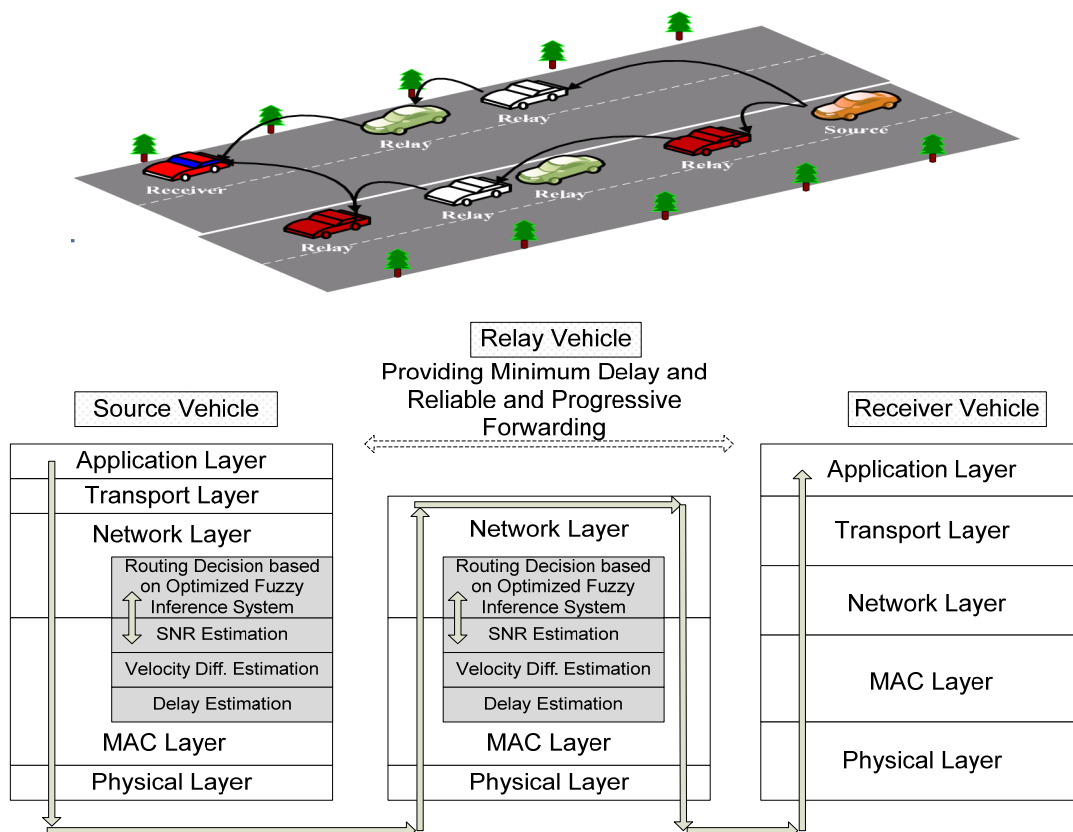 Relay
Relay
Source
Relay
Receiver
Relay
Relay
Relay
Relay Vehicle
Providing Minimum Delay and
Reliable and Progressive
Forwarding
Source Vehicle
Application Layer
Transport Layer
Network Layer
Routing Decision based
on Optimized Fuzzy
Inference System
SNR Estimation
Velocity Diff. Estimation
Delay Estimation
MAC Layer
Physical Layer
Network Layer
Routing Decision based
on Optimized Fuzzy
Inference System
SNR Estimation
Velocity Diff. Estimation
Delay Estimation
MAC Layer
Physical Layer
Receiver Vehicle
Application Layer
Transport Layer
Network Layer
MAC Layer
Physical Layer